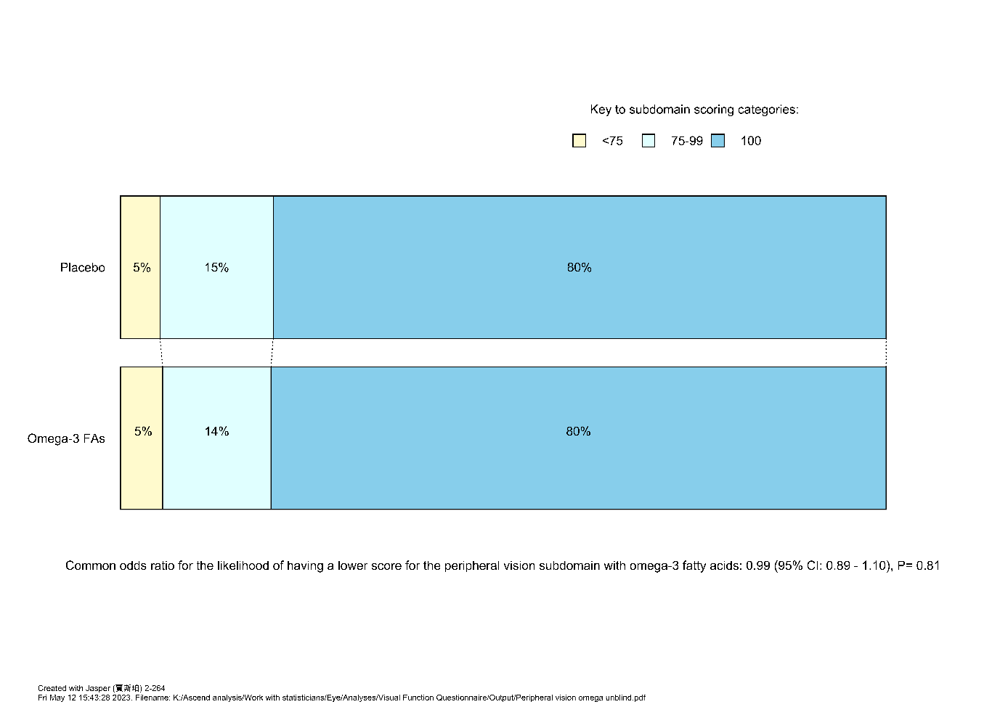 Key to subdomain scoring categories:
<75 75-99 100
Placebo 5% 15% 80%
Omega-3 FAs 5% 14% 80%
Common odds ratio for the likelihood of having a lower score for the peripheral vision subdomain with omega-3 fatty acids: 0.99 (95% CI: 0.89 - 1.10), P= 0.81
Created with Jasper (賈斯珀) 2-264
Fri May 12 15:43:28 2023. Filename: K:/Ascend analysis/Work with statisticians/Eye/Analyses/Visual Function Questionnaire/Output/Peripheral vision omega unblind.pdf